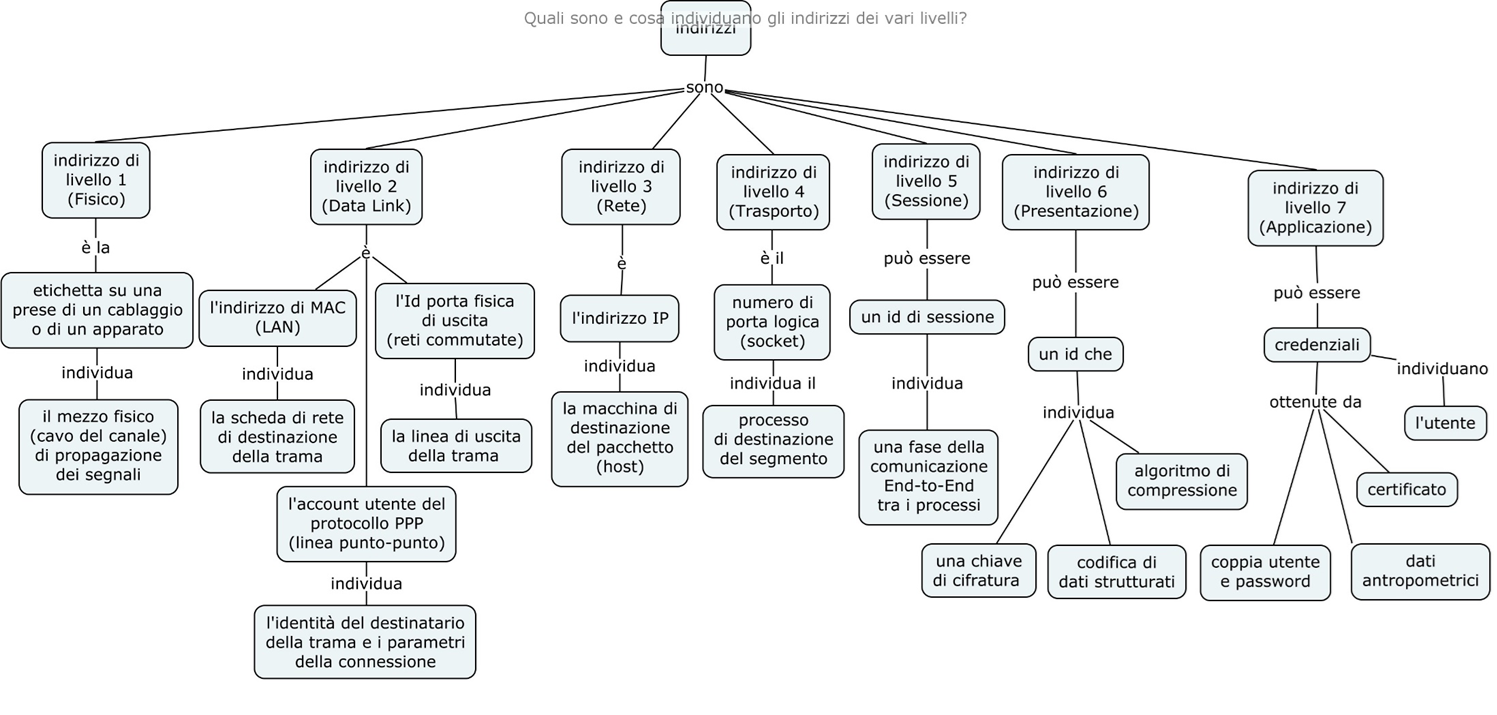 Quali sono e cosa individuano gli indirizzi dei vari livelli?
indirizzi
sono
indirizzo di
livello 1
(Fisico)
è la
etichetta su una
prese di un cablaggio
o di un apparato
individua
il mezzo fisico
(cavo del canale)
di propagazione
dei segnali
indirizzo di
livello 2
(Data Link)
è
l'indirizzo di MAC
(LAN)
individua
la scheda di rete
di destinazione
della trama
l'Id porta fisica
di uscita
(reti commutate)
individua
la linea di uscita
della trama
l'account utente del
protocollo PPP
(linea punto-punto)
individua
l'identità del destinatario
della trama e i parametri
della connessione
indirizzo di
livello 3
(Rete)
è
l'indirizzo IP
individua
la macchina di
destinazione
del pacchetto
(host)
indirizzo di
livello 4
(Trasporto)
è il
numero di
porta logica
(socket)
individua il
processo
di destinazione
del segmento
indirizzo di
livello 5
(Sessione)
può essere
un id di sessione
individua
una fase della
comunicazione
End-to-End
tra i processi
indirizzo di
livello 6
(Presentazione)
può essere
un id che
individua
una chiave
di cifratura
codifica di
dati strutturati
algoritmo di
compressione
indirizzo di
livello 7
(Applicazione)
può essere
credenziali
individuano
l'utente
ottenute da
coppia utente
e password
dati
antropometrici
certificato